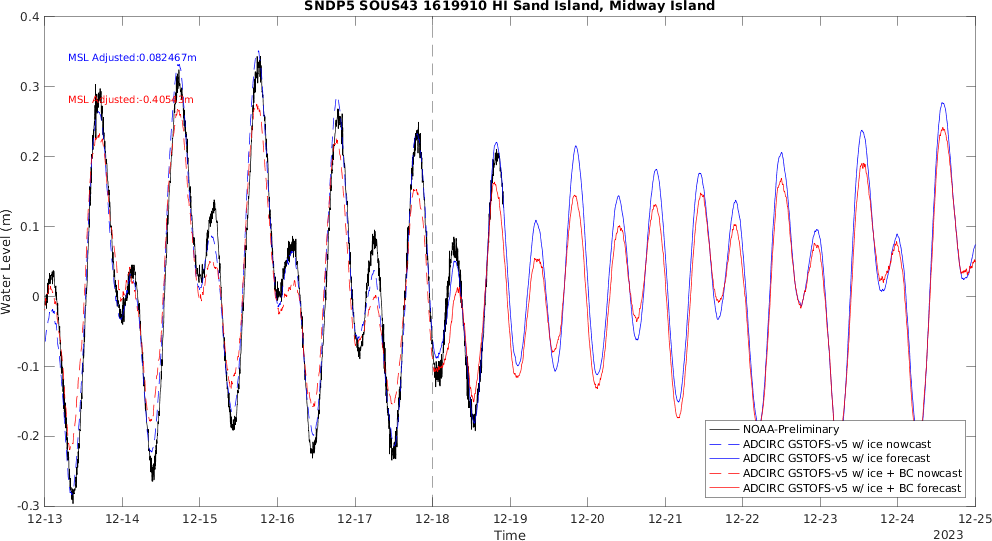 SNDP5 SOUS43 1619910 HI Sand Island, Midway Island
0.4
0.3
0.2
0.1
0
-0.1
-0.2
-0.3
Water Level (m)
MSL Adjusted:0.082467m
MSL Adjusted:-0.405
12-13
12-14
12-15
12-16
12-17
12-18
12-19
12-20
12-21
12-22
12-23
12-24
12-25
Time
2023
NOAA-Preliminary
ADCIRC GSTOFS-v5 w/ ice nowcast
ADCIRC GSTOFS-v5 w/ ice forecast
ADCIRC GSTOFS-v5 w/ ice + BC nowcast
ADCIRC GSTOFS-v5 w/ ice + BC forecast